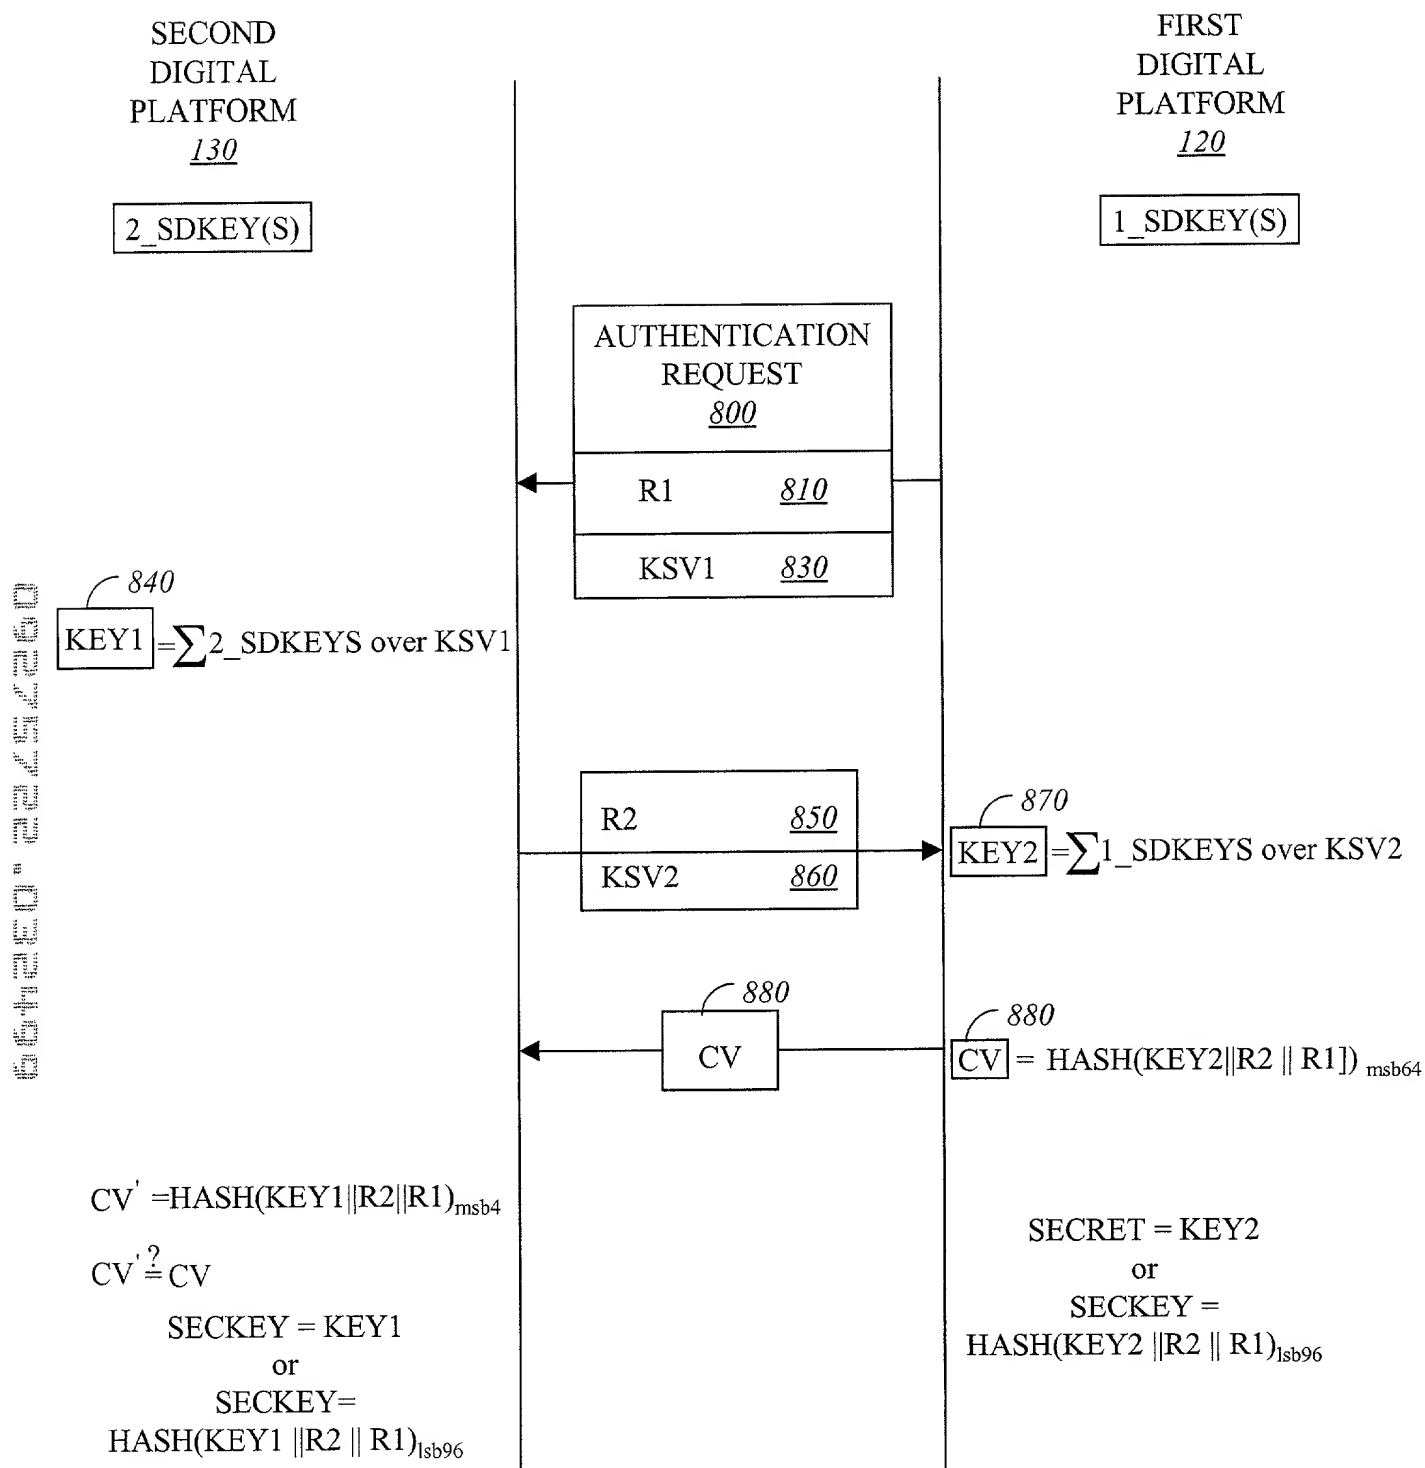 SECOND
DIGITAL
PLATFORM
130
2_SDKEY(S)
FIRST
DIGITAL
PLATFORM
120
1_SDKEY(S)
AUTHENTICATION
REQUEST
800
R1 810
KSV1 830
840
KEY1 =∑2_SDKEYS over KSV1
R2 850
KSV2 860
870
KEY2 =∑1_SDKEYS over KSV2
880
CV
880
CV = HASH(KEY2||R2 || R1]) msb64
CV' =HASH(KEY1||R2||R1)msb4
CV' ?= CV
SECKEY = KEY1
or
SECKEY=
HASH(KEY1 ||R2 || R1)lsb96
SECRET = KEY2
or
SECKEY =
HASH(KEY2 ||R2 || R1)lsb96
09275722.032499